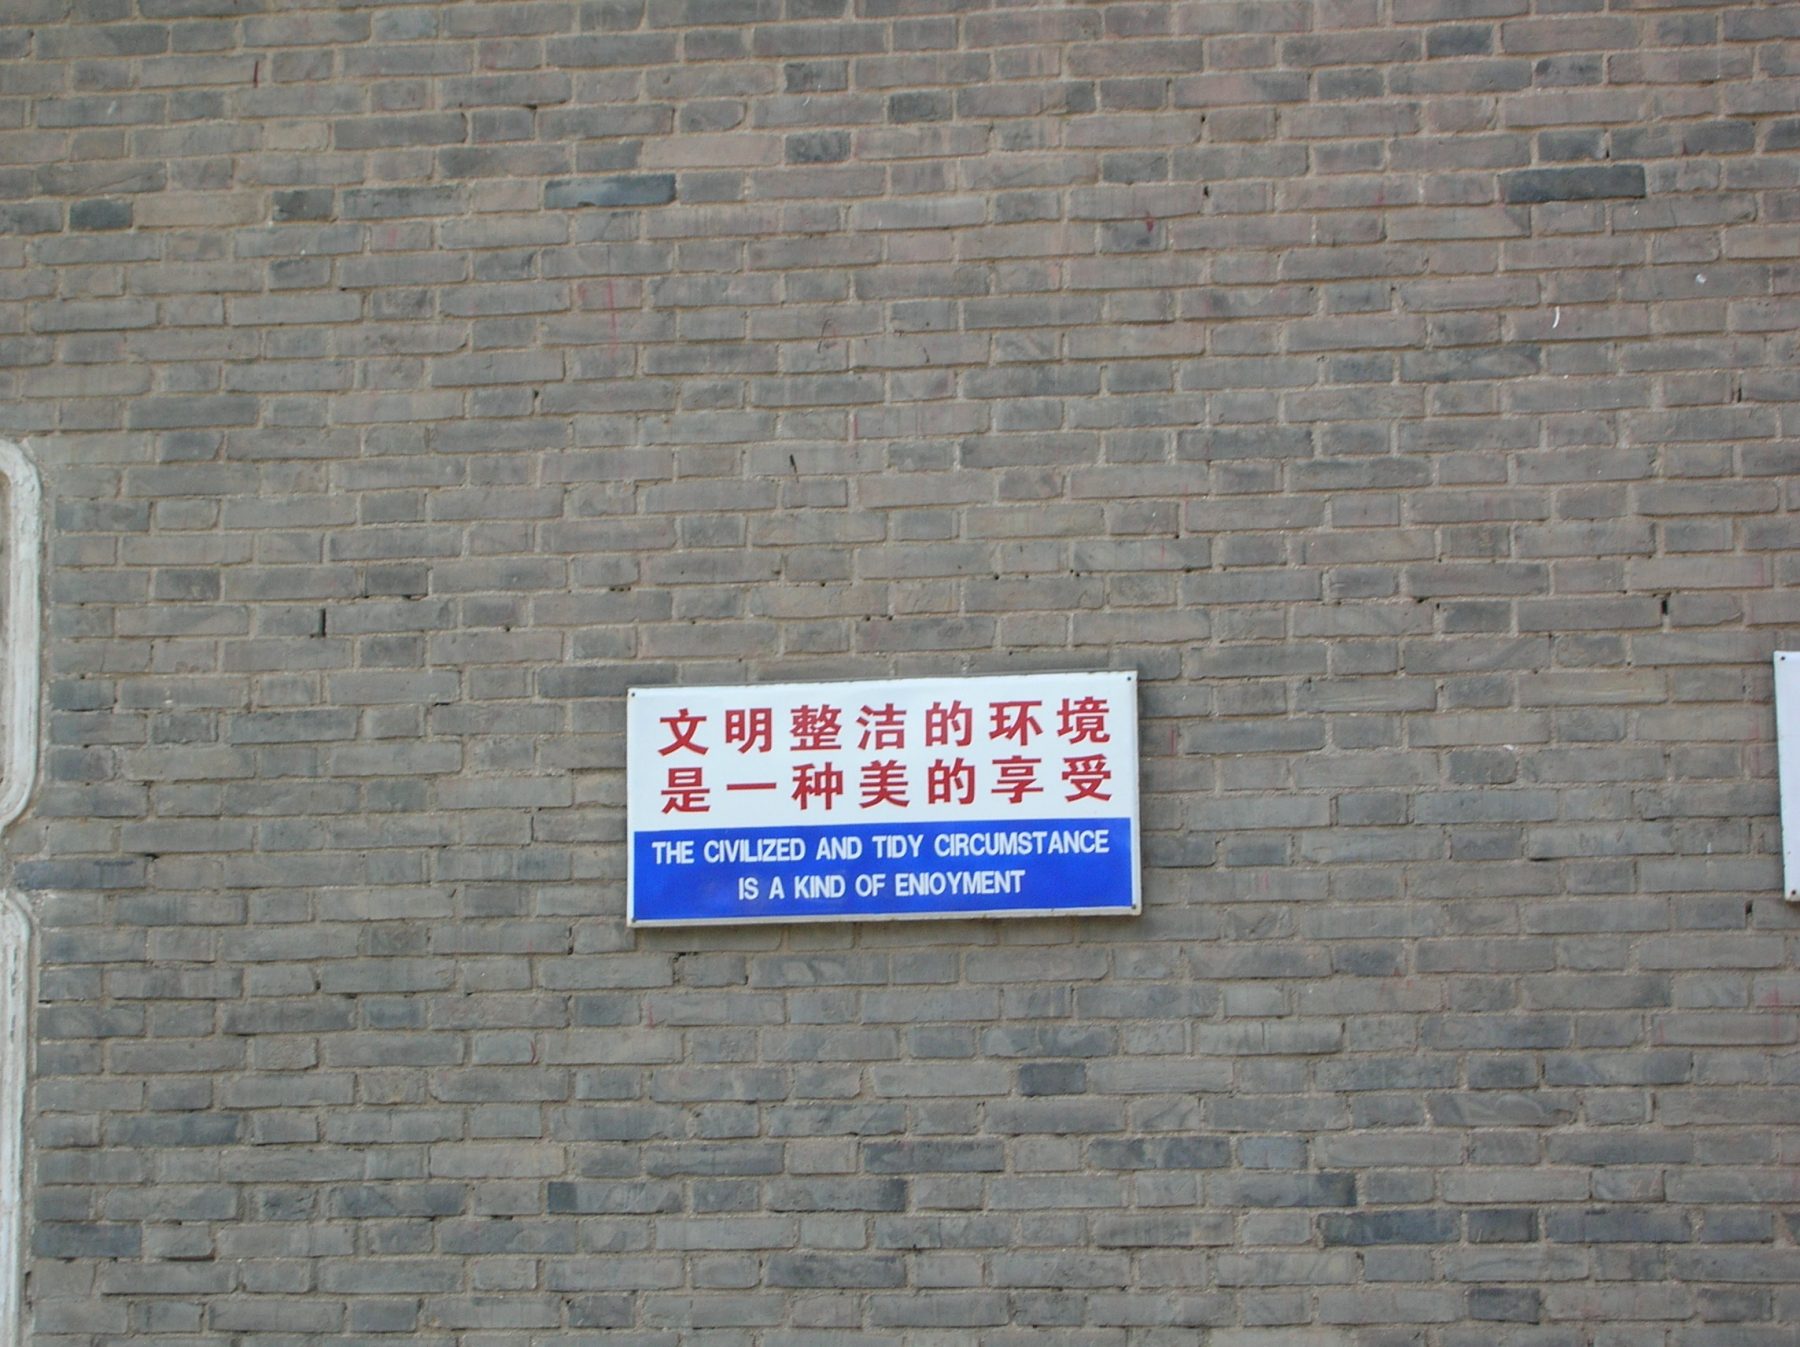 文明整洁的环境
是一种美的享受
THE CIVILIZED AND TIDY CIRCUMSTANCE
IS A KIND OF ENIOYMENT